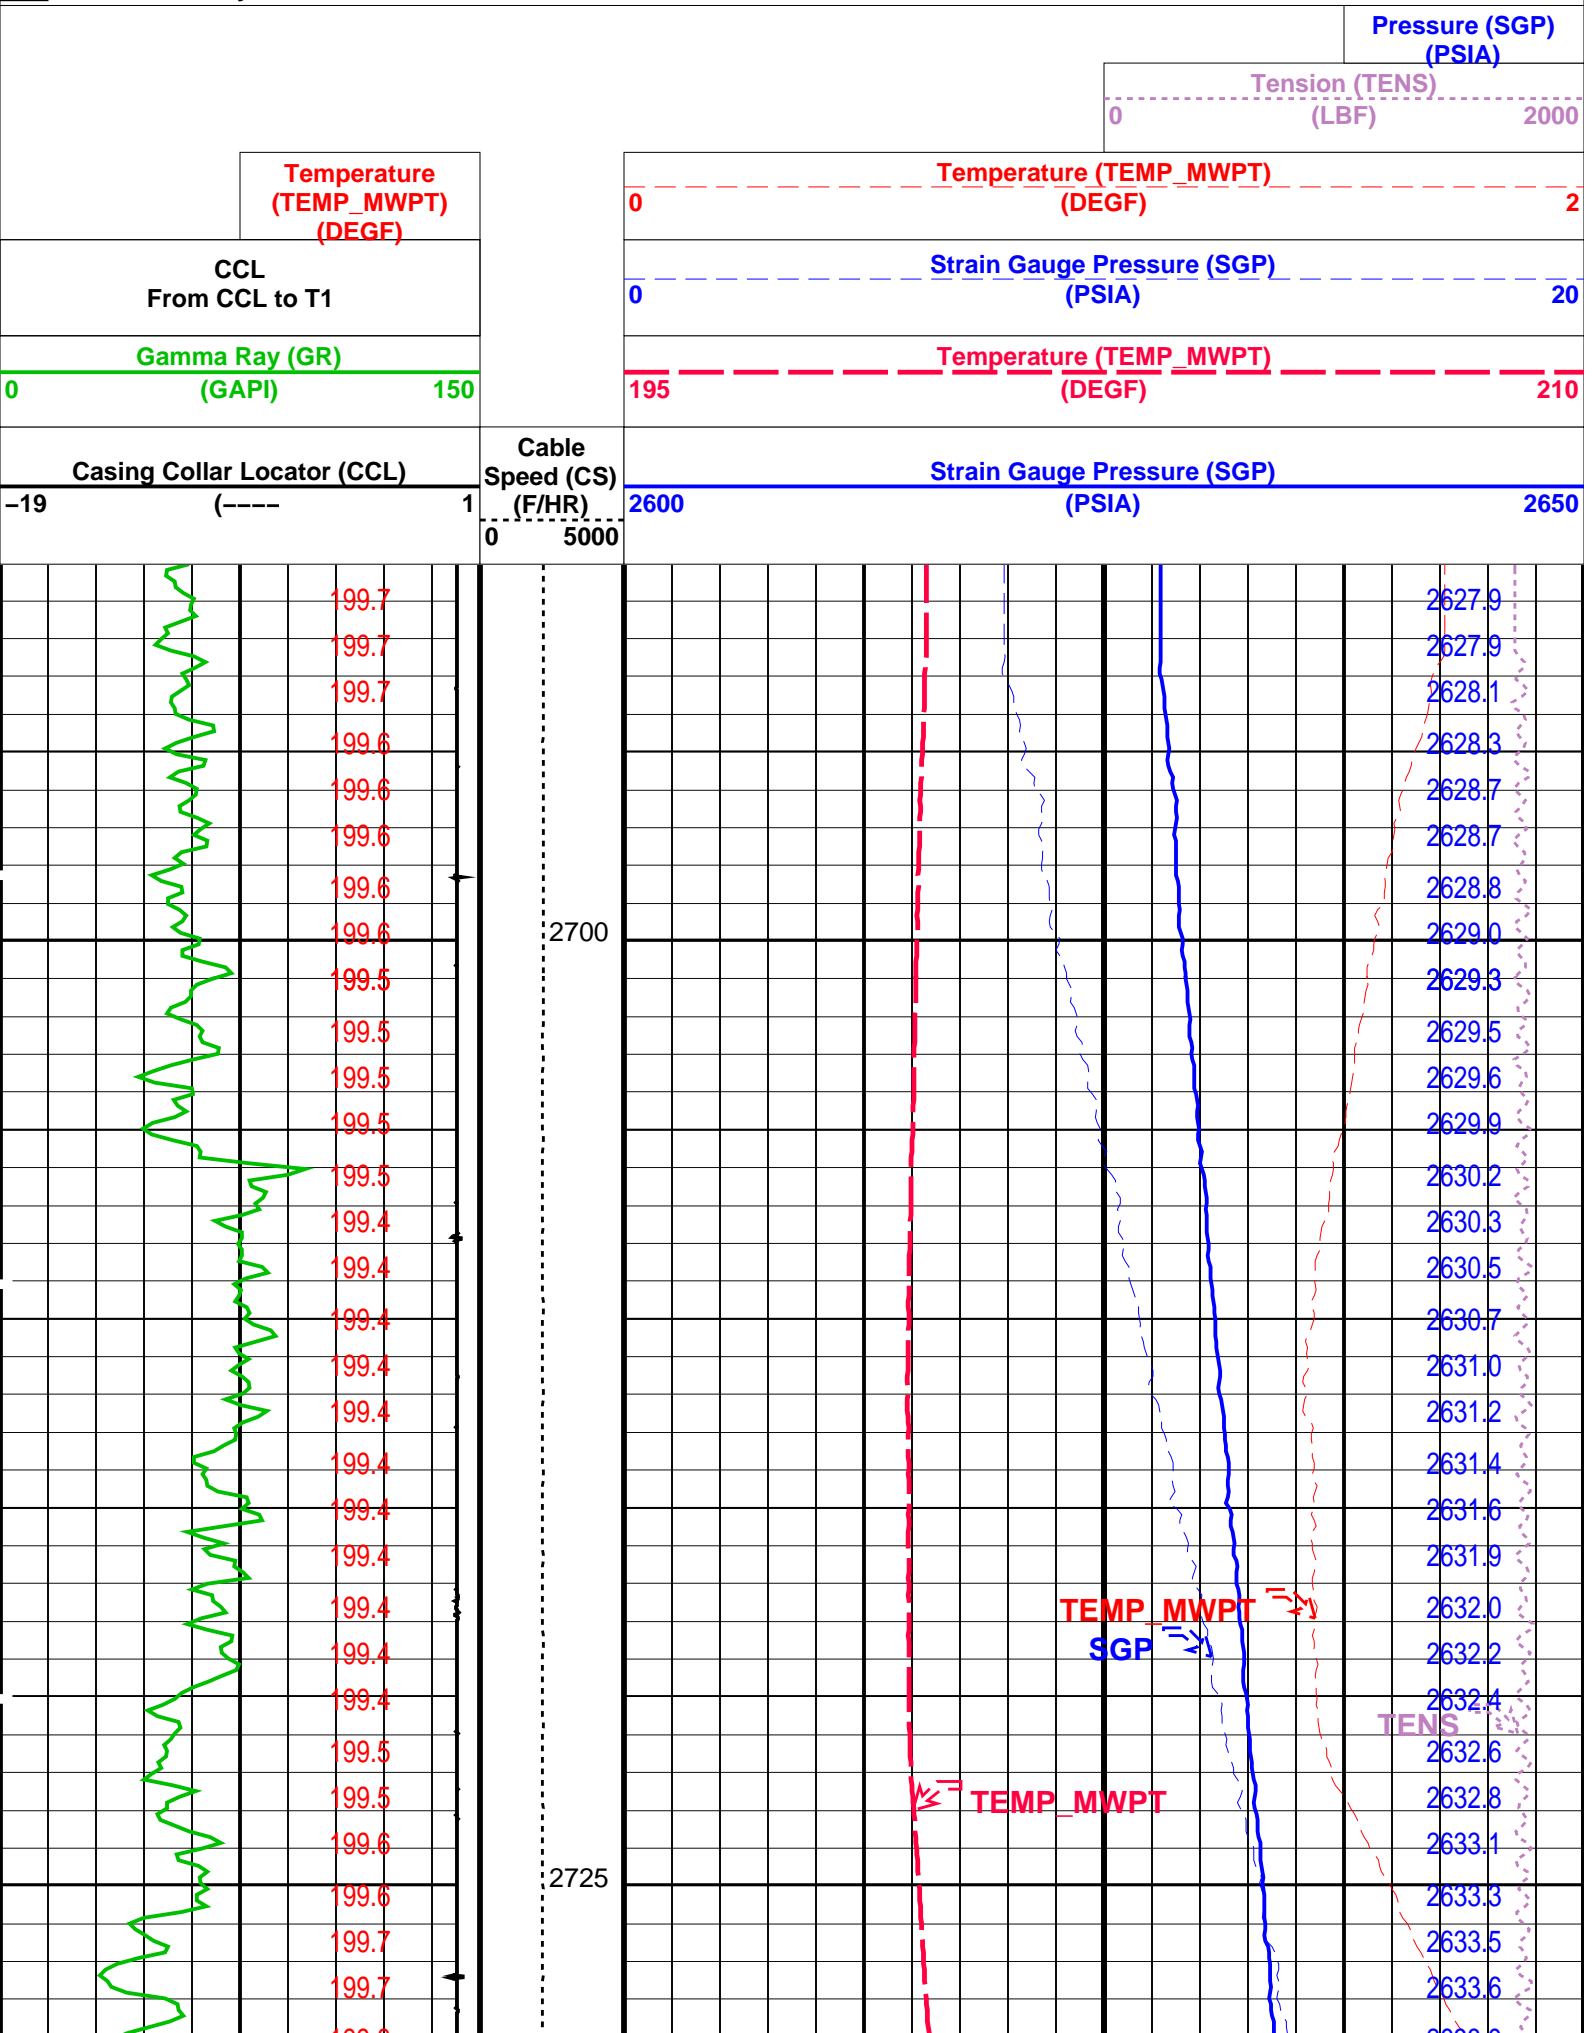 Pressure (SGP)
(PSIA)
Tension (TENS)
0 (LBF) 2000
Temperature
(TEMP_MWPT)
(DEGF)
Temperature (TEMP_MWPT)
0 (DEGF) 2
CCL
From CCL to T1
Strain Gauge Pressure (SGP)
0 (PSIA) 20
Gamma Ray (GR)
0 (GAPI) 150
Temperature (TEMP_MWPT)
195 (DEGF) 210
Casing Collar Locator (CCL)
−19 (−−−− 1
Cable
Speed (CS)
(F/HR)
0 5000
Strain Gauge Pressure (SGP)
2600 (PSIA) 2650
199.7 2627.9
199.7 2627.9
199.7 2628.1
199.6 2628.3
199.6 2628.7
199.6 2628.7
199.6 2628.8
199.6 2700 2629.0
199.5 2629.3
199.5 2629.5
199.5 2629.6
199.5 2629.9
199.5 2630.2
199.4 2630.3
199.4 2630.5
199.4 2630.7
199.4 2631.0
199.4 2631.2
199.4 2631.4
199.4 2631.6
199.4 2631.9
199.4 TEMP_MWPT 2632.0
199.4 SGP 2632.2
199.4 2632.4
TENS
199.5 2632.6
199.5 TEMP_MWPT 2632.8
199.6 2633.1
199.6 2725 2633.3
199.7 2633.5
199.7 2633.6